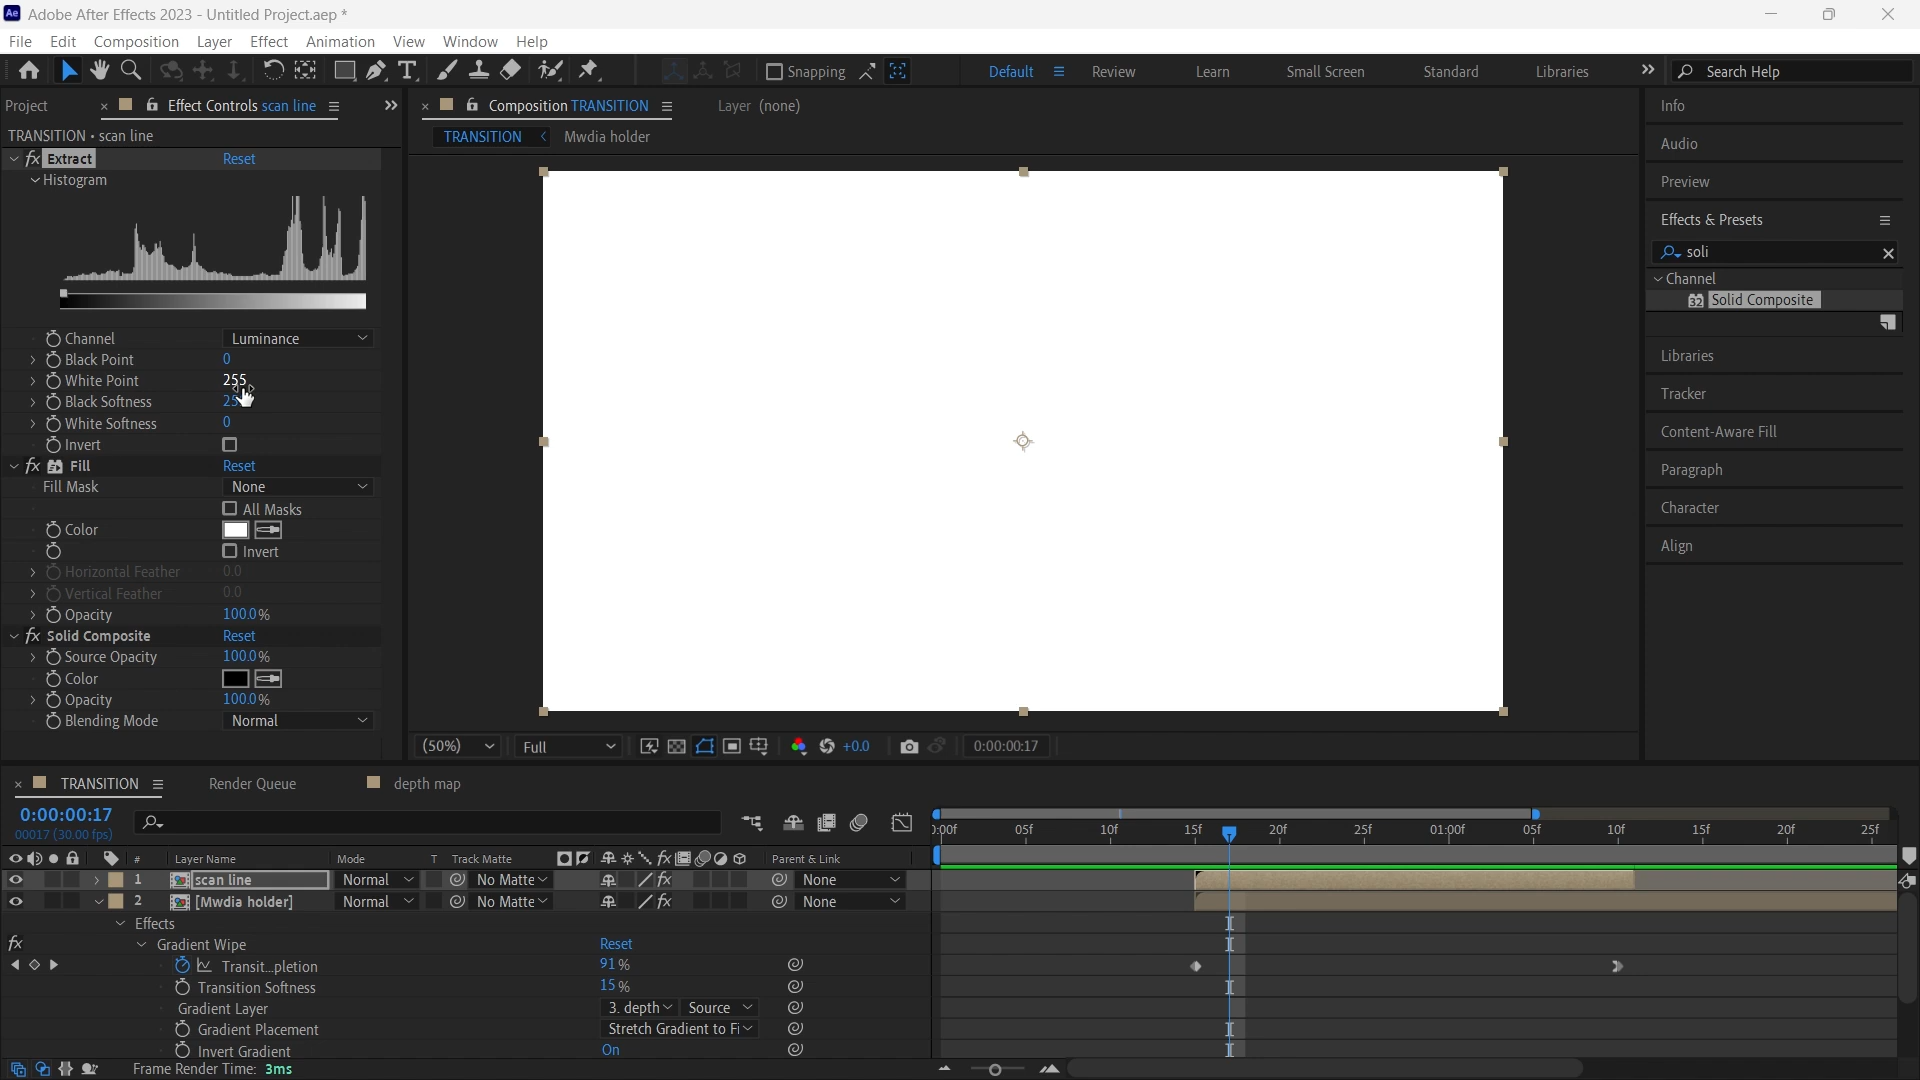 Ae Adobe After Effects 2023 - Untitled Project.aep *
File Edit Composition Layer Effect Animation View Window Help
Snapping Default Review Learn Small Screen Standard Libraries Search Help
Project × Effect Controls scan line
× Composition TRANSITION Layer (none)
TRANSITION • scan line
TRANSITION < Mwdia holder
fx Extract Reset
Histogram
Channel Luminance
Black Point 0
White Point 255
Black Softness
White Softness 0
Invert
fx Fill Reset
Fill Mask None
All Masks
Color
Invert
Horizontal Feather 0.0
Vertical Feather 0.0
Opacity 100.0%
fx Solid Composite Reset
Source Opacity 100.0%
Color
Opacity 100.0%
Blending Mode Normal
(50%) Full +0.0 0:00:00:17
Info
Audio
Preview
Effects & Presets
soli
Channel
32 Solid Composite
Libraries
Tracker
Content-Aware Fill
Paragraph
Character
Align
× TRANSITION Render Queue depth map
0:00:00:17
00017 (30.00 fps)
05f 10f 15f 20f 25f 01:00f 05f 10f 15f 20f 25f
# Layer Name Mode T Track Matte fx Parent & Link
1 scan line Normal No Matte fx None
2 [Mwdia holder] Normal No Matte fx None
Effects
fx Gradient Wipe Reset
Transit...pletion 91%
Transition Softness 15%
Gradient Layer 3. depth Source
Gradient Placement Stretch Gradient to Fi
Invert Gradient On
Frame Render Time: 3ms